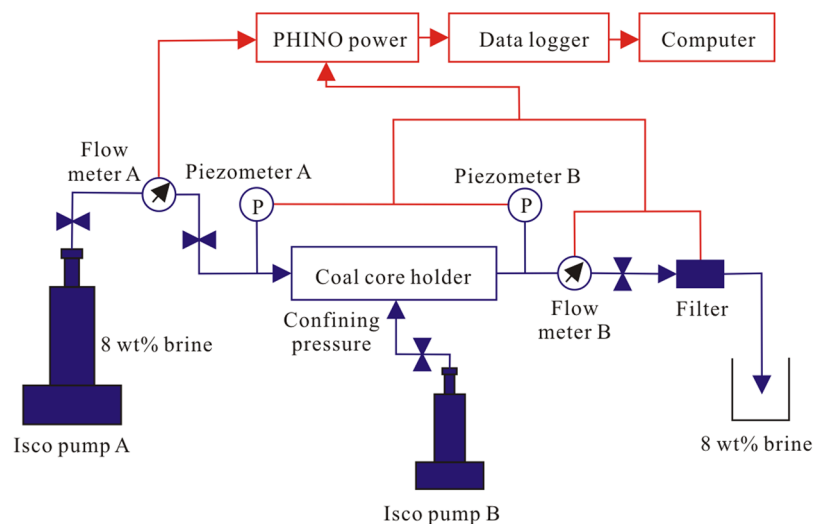 PHINO power
Data logger
Computer
Flow
meter A
Piezometer A
Piezometer B
P
P
Coal core holder
Confining
pressure
Flow
meter B
Filter
8 wt% brine
Isco pump A
Isco pump B
8 wt% brine